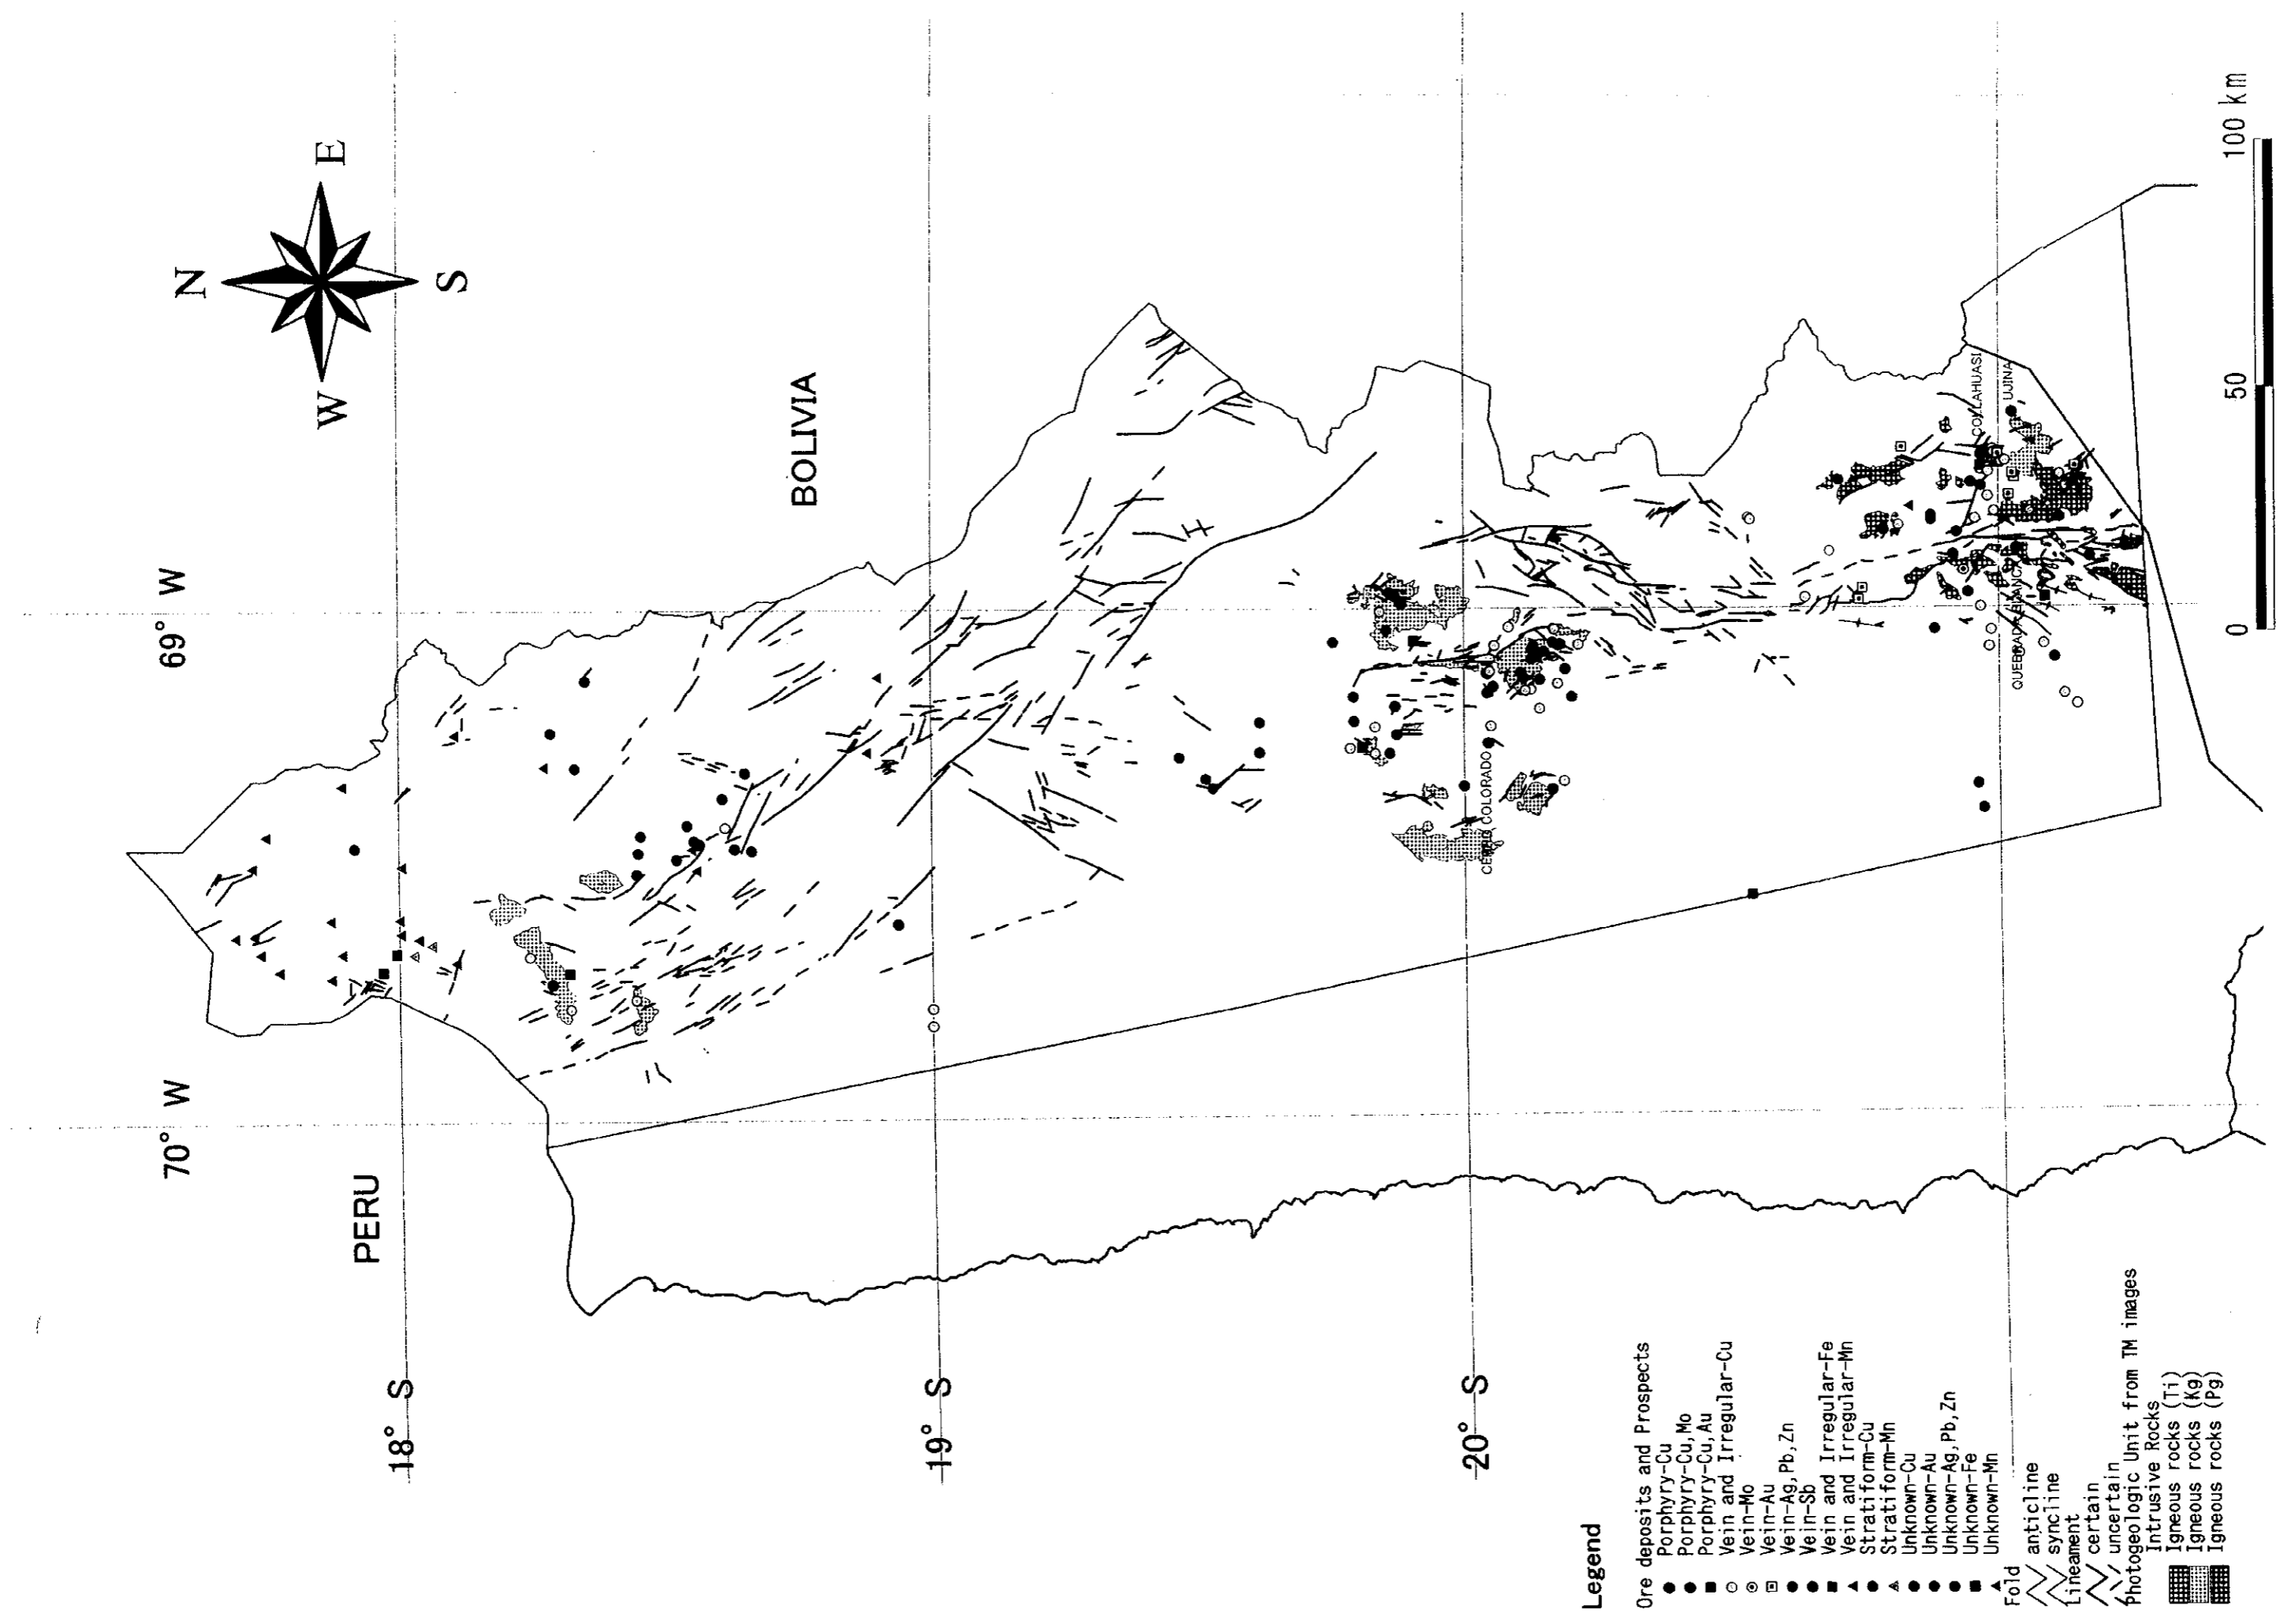 N
E
S
W
69° W
70° W
PERU
BOLIVIA
18° S
19° S
20° S
COLLAHUASI
UJINA
QUEBRADA BLANCA
CERRO COLORADO
0 50 100 km
Legend
Ore deposits and Prospects
Porphyry-Cu
Porphyry-Cu,Mo
Porphyry-Cu,Au
Vein and Irregular-Cu
Vein-Mo
Vein-Au
Vein-Ag,Pb,Zn
Vein-Sb
Vein and Irregular-Fe
Vein and Irregular-Mn
Stratiform-Cu
Stratiform-Mn
Unknown-Cu
Unknown-Au
Unknown-Ag,Pb,Zn
Unknown-Fe
Unknown-Mn
Fold
anticline
syncline
Lineament
certain
uncertain
Photogeologic Unit from TM images
Intrusive Rocks
Igneous rocks (Ti)
Igneous rocks (Kg)
Igneous rocks (Pg)